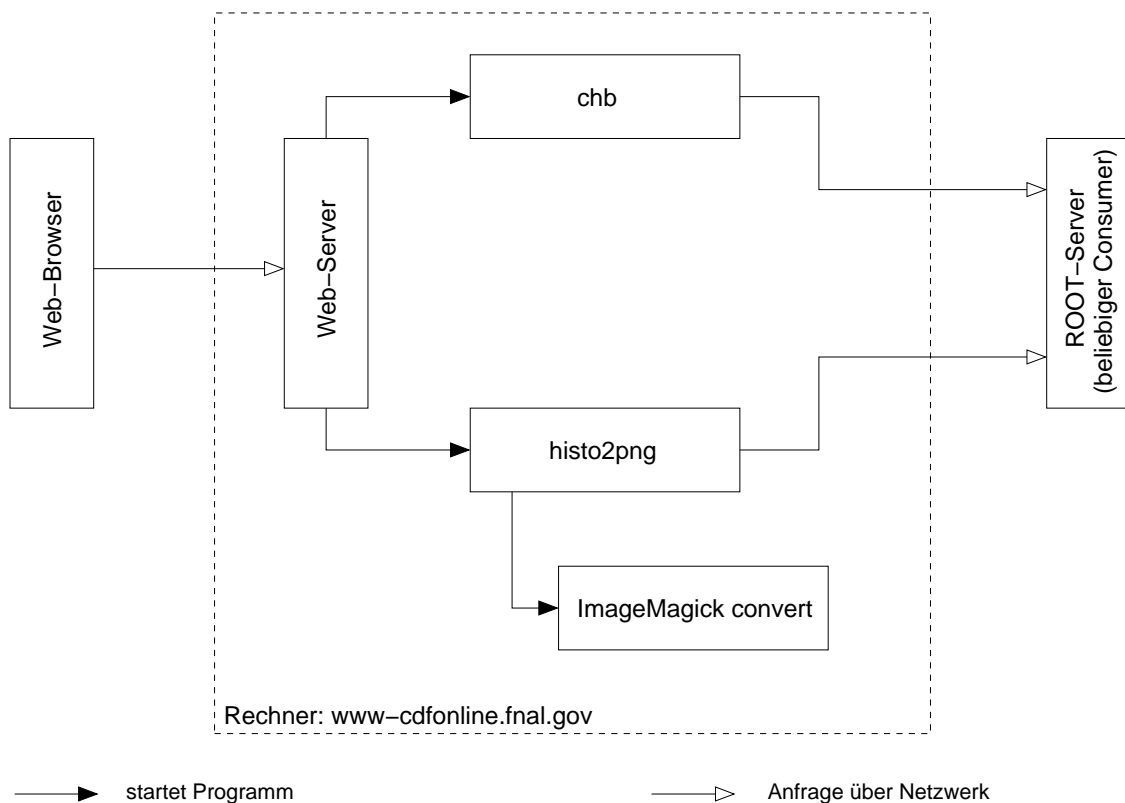 chb
Web−Browser
Web−Server
ROOT−Server
(beliebiger Consumer)
histo2png
ImageMagick convert
Rechner: www−cdfonline.fnal.gov
startet Programm
Anfrage über Netzwerk